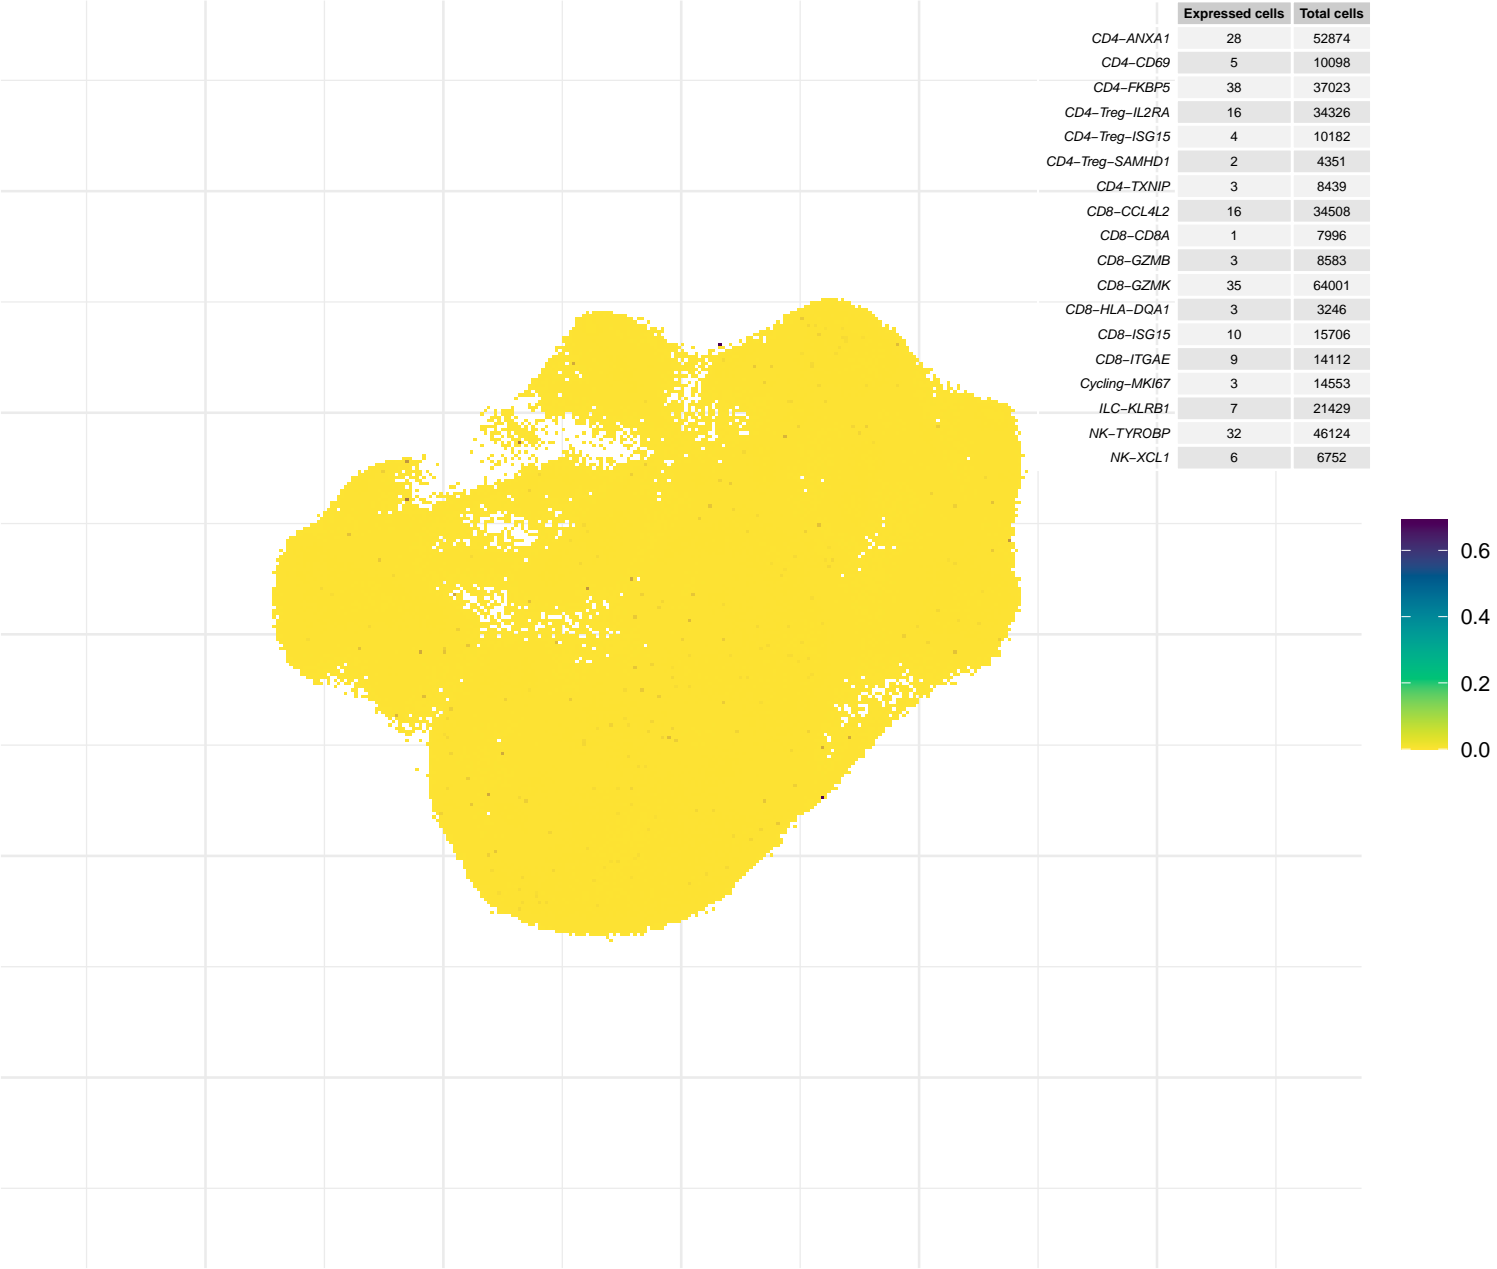 Expressed cells Total cells
CD4−ANXA1 28 52874
CD4−CD69 5 10098
CD4−FKBP5 38 37023
CD4−Treg−IL2RA 16 34326
CD4−Treg−ISG15 4 10182
CD4−Treg−SAMHD1 2 4351
CD4−TXNIP 3 8439
CD8−CCL4L2 16 34508
CD8−CD8A 1 7996
CD8−GZMB 3 8583
CD8−GZMK 35 64001
CD8−HLA−DQA1 3 3246
CD8−ISG15 10 15706
CD8−ITGAE 9 14112
Cycling−MKI67 3 14553
ILC−KLRB1 7 21429
NK−TYROBP 32 46124
NK−XCL1 6 6752
0.6
0.4
0.2
0.0